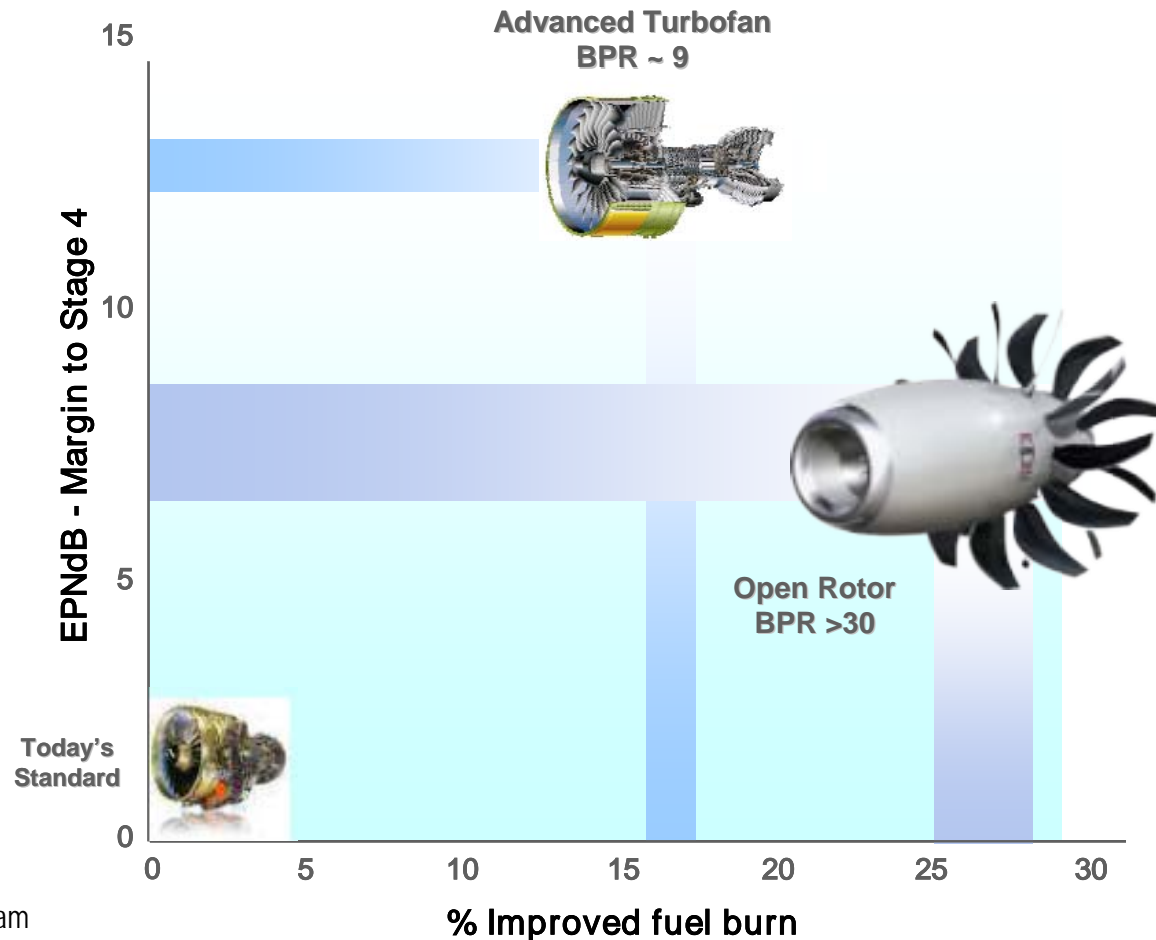 Advanced Turbofan
BPR ~ 9
15
10
5
0
EPNdB - Margin to Stage 4
Open Rotor
BPR >30
Today's
Standard
0 5 10 15 20 25 30
% Improved fuel burn
am